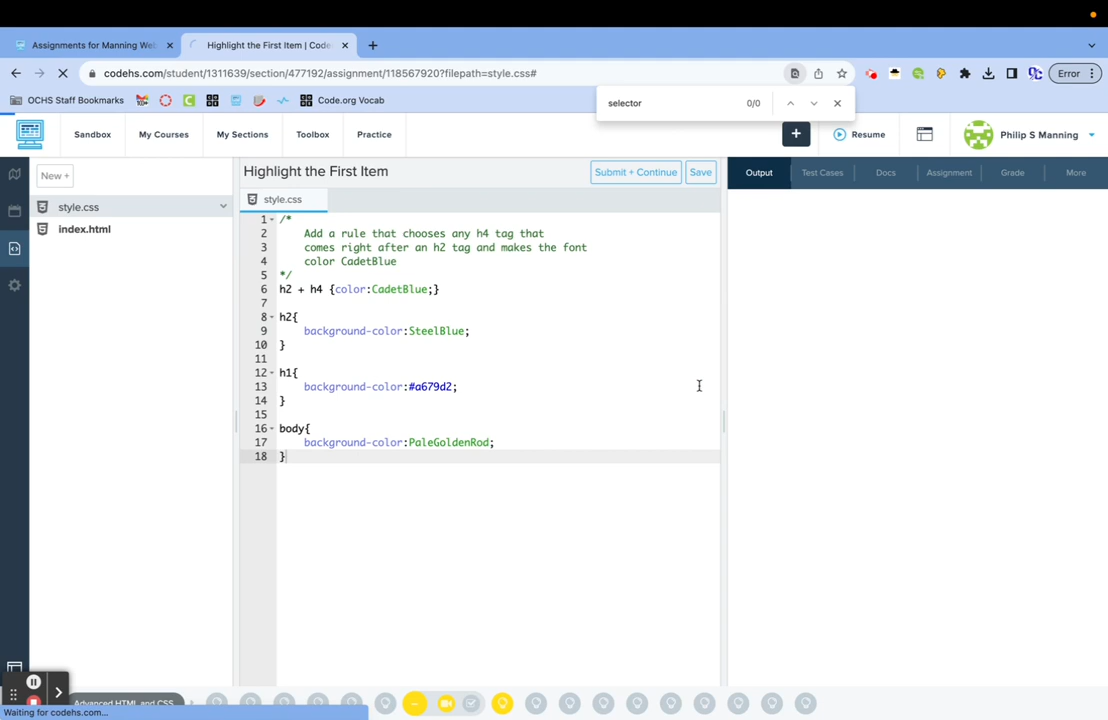 Assignments for Manning Web
Highlight the First Item | Code
codehs.com/student/1311639/section/477192/assignment/118567920?filepath=style.css#
Error
OCHS Staff Bookmarks
Code.org Vocab
selector
0/0
Sandbox
My Courses
My Sections
Toolbox
Practice
Resume
Philip S Manning
New +
Highlight the First Item
Submit + Continue
Save
Output
Test Cases
Docs
Assignment
Grade
More
style.css
index.html
style.css
1 /*
2 Add a rule that chooses any h4 tag that
3 comes right after an h2 tag and makes the font
4 color CadetBlue
5 */
6 h2 + h4 {color:CadetBlue;}
7
8 h2{
9 background-color:SteelBlue;
10 }
11
12 h1{
13 background-color:#a679d2;
14 }
15
16 body{
17 background-color:PaleGoldenRod;
18 }
Advanced HTML and CSS
Waiting for codehs.com...